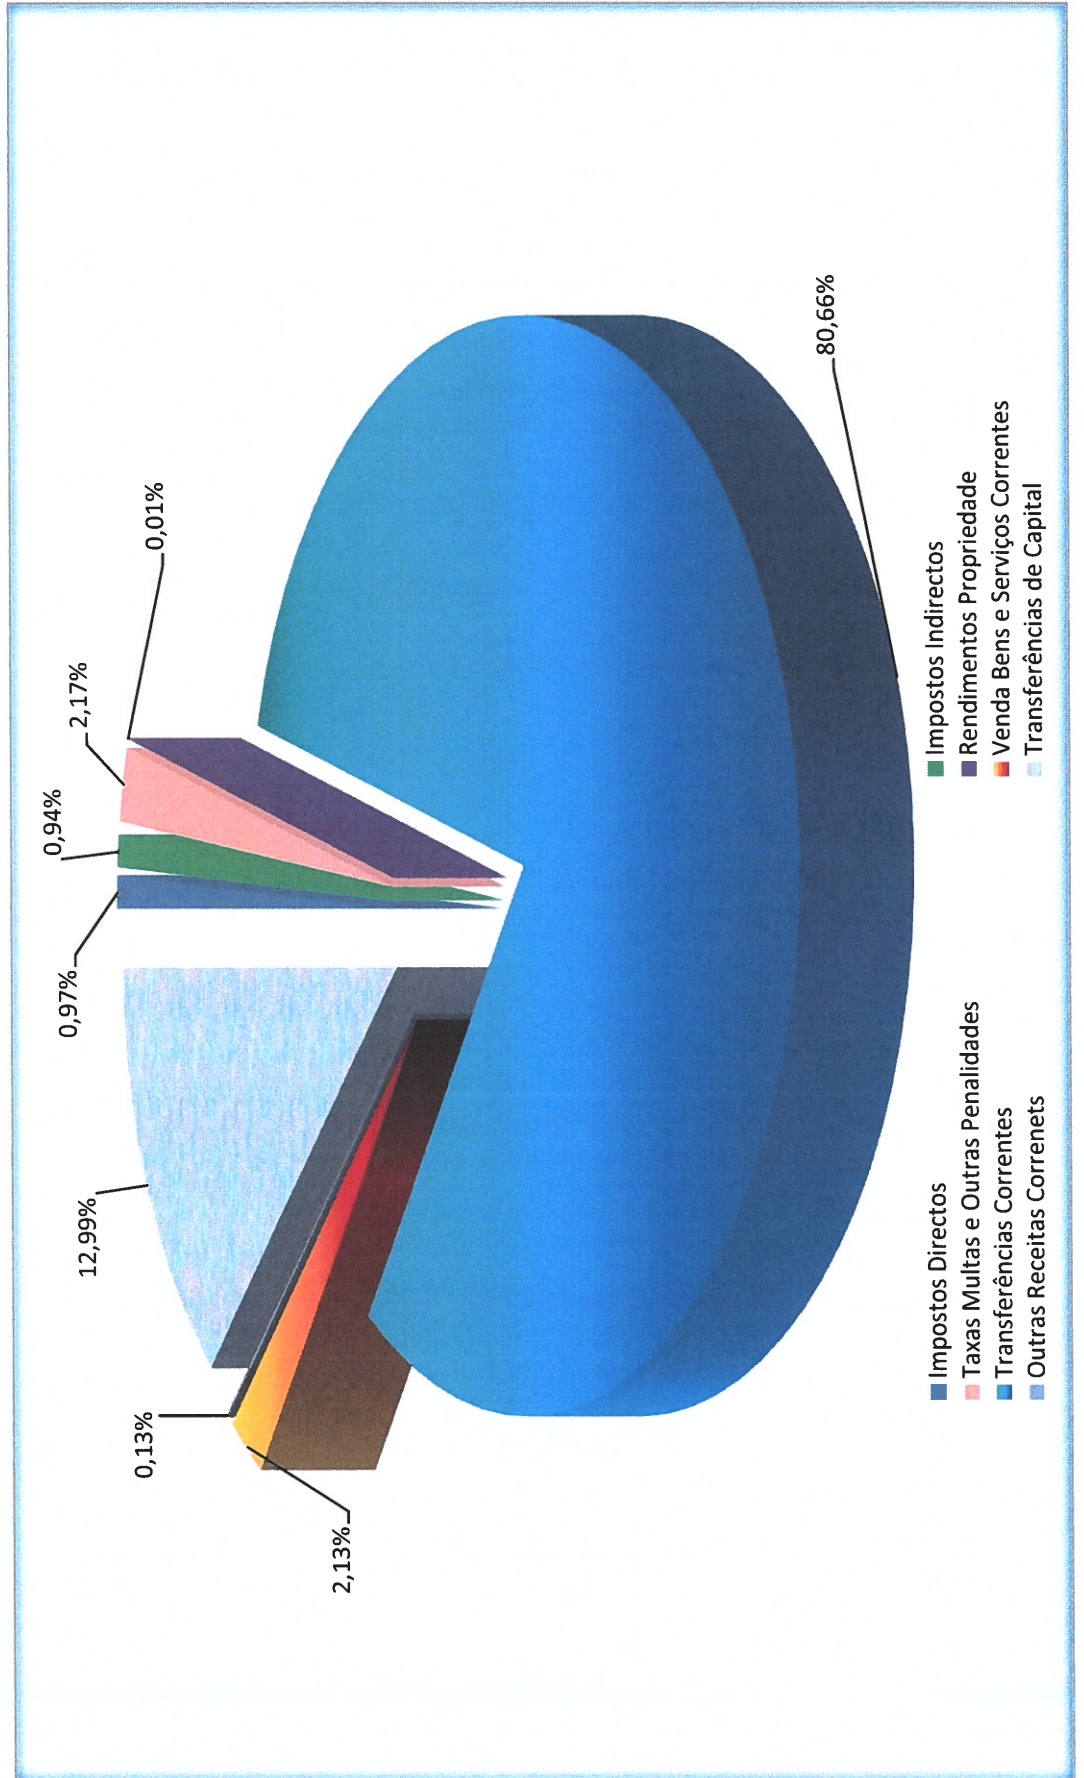 0,97%
0,94%
2,17%
0,01%
12,99%
0,13%
2,13%
80,66%
Impostos Directos
Impostos Indirectos
Taxas Multas e Outras Penalidades
Rendimentos Propriedade
Transferências Correntes
Venda Bens e Serviços Correntes
Outras Receitas Correnets
Transferências de Capital